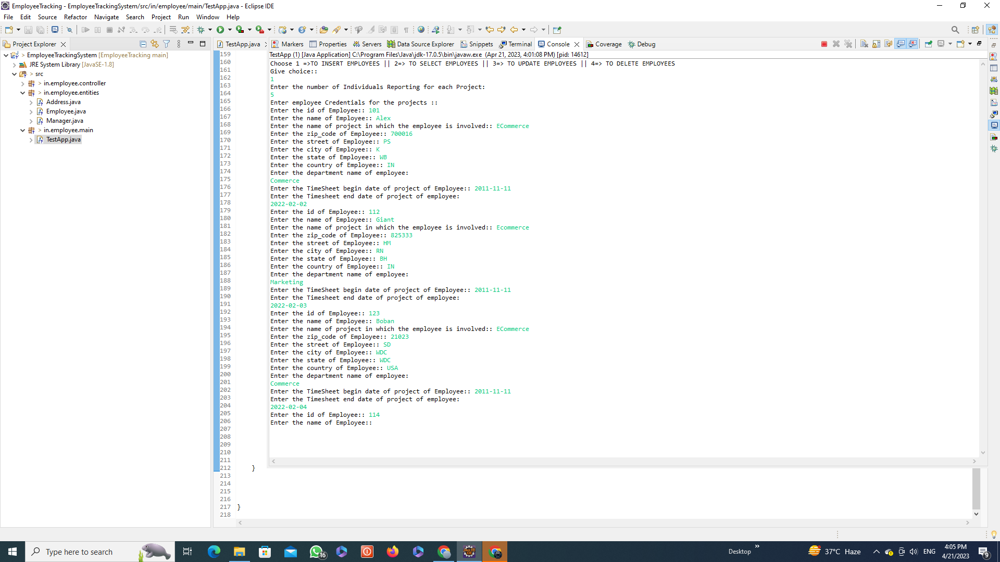 EmployeeTracking - EmployeeTrackingSystem/src/in/employee/main/TestApp.java - Eclipse IDE
File Edit Source Refactor Navigate Search Project Run Window Help
Project Explorer
EmployeeTrackingSystem [EmployeeTracking main]
JRE System Library [JavaSE-1.8]
src
in.employee.controller
in.employee.entities
Address.java
Employee.java
Manager.java
in.employee.main
TestApp.java
TestApp.java
Markers Properties Servers Data Source Explorer Snippets Terminal Console Coverage Debug
TestApp (1) [Java Application] C:\Program Files\Java\jdk-17.0.5\bin\javaw.exe (Apr 21, 2023, 4:01:08 PM) [pid: 14612]
Choose 1 =>TO INSERT EMPLOYEES || 2=> TO SELECT EMPLOYEES || 3=> TO UPDATE EMPLOYEES || 4=> TO DELETE EMPLOYEES
Give choice::
1
Enter the number of Individuals Reporting for each Project:
5
Enter employee Credentials for the projects ::
Enter the id of Employee:: 101
Enter the name of Employee:: Alex
Enter the name of project in which the employee is involved:: ECommerce
Enter the zip_code of Employee:: 700016
Enter the street of Employee:: PS
Enter the city of Employee:: K
Enter the state of Employee:: WB
Enter the country of Employee:: IN
Enter the department name of employee:
Commerce
Enter the TimeSheet begin date of project of Employee:: 2011-11-11
Enter the Timesheet end date of project of employee:
2022-02-02
Enter the id of Employee:: 112
Enter the name of Employee:: Giant
Enter the name of project in which the employee is involved:: Ecommerce
Enter the zip_code of Employee:: 825333
Enter the street of Employee:: HM
Enter the city of Employee:: RN
Enter the state of Employee:: BH
Enter the country of Employee:: IN
Enter the department name of employee:
Marketing
Enter the TimeSheet begin date of project of Employee:: 2011-11-11
Enter the Timesheet end date of project of employee:
2022-02-03
Enter the id of Employee:: 123
Enter the name of Employee:: Boban
Enter the name of project in which the employee is involved:: ECommerce
Enter the zip_code of Employee:: 21023
Enter the street of Employee:: SD
Enter the city of Employee:: WDC
Enter the state of Employee:: WDC
Enter the country of Employee:: USA
Enter the department name of employee:
Commerce
Enter the TimeSheet begin date of project of Employee:: 2011-11-11
Enter the Timesheet end date of project of employee:
2022-02-04
Enter the id of Employee:: 114
Enter the name of Employee::
159
160
161
162
163
164
165
166
167
168
169
170
171
172
173
174
175
176
177
178
179
180
181
182
183
184
185
186
187
188
189
190
191
192
193
194
195
196
197
198
199
200
201
202
203
204
205
206
207
208
209
210
211
212 }
213
214
215
216
217 }
218
Type here to search
16
Desktop
37°C Haze
ENG
4:05 PM
4/21/2023
9